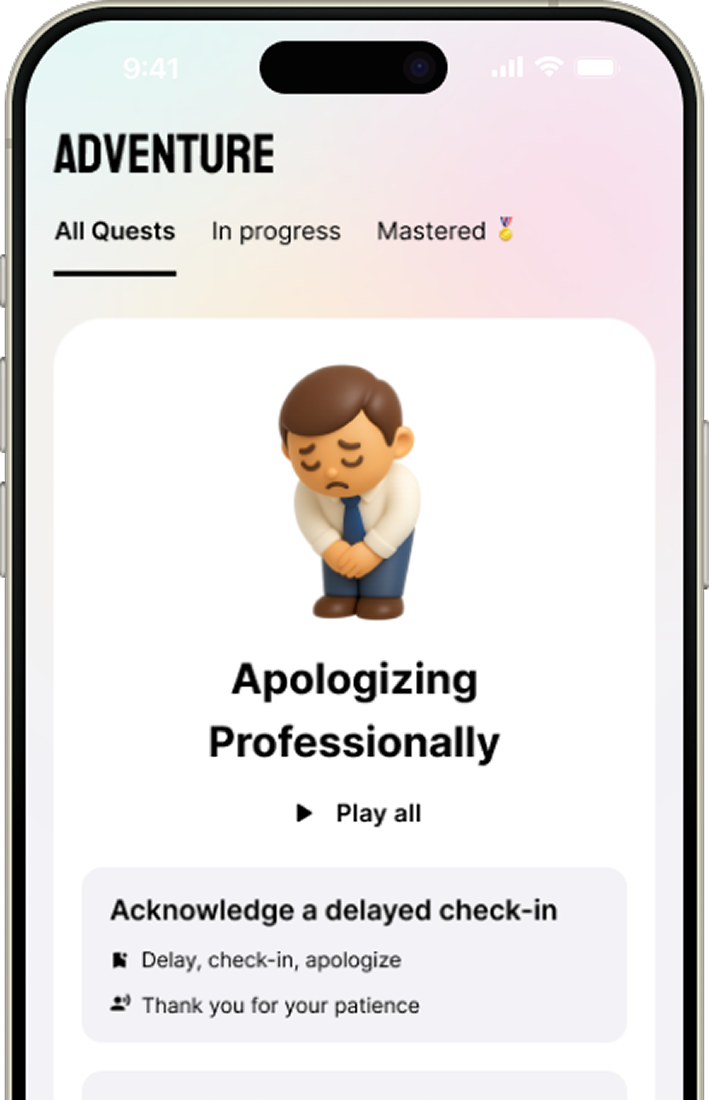 9:41
ADVENTURE
All Quests In progress Mastered 🏅
Apologizing
Professionally
Play all
Acknowledge a delayed check-in
Delay, check-in, apologize
Thank you for your patience